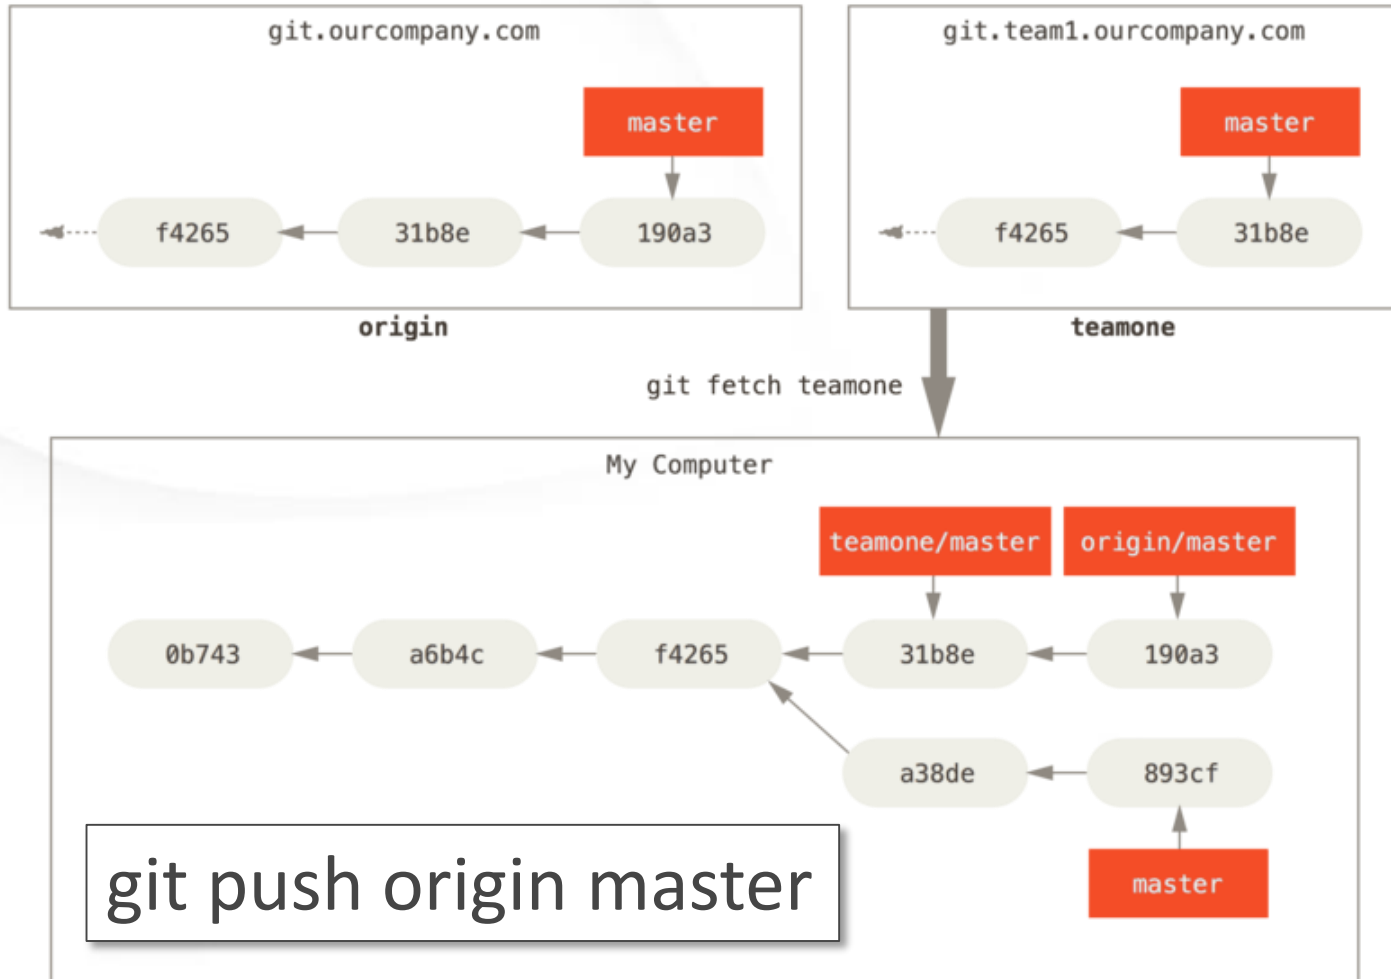 git.ourcompany.com
git.team1.ourcompany.com
master
master
f4265
31b8e
190a3
f4265
31b8e
origin
teamone
git fetch teamone
My Computer
teamone/master
origin/master
0b743
a6b4c
f4265
31b8e
190a3
a38de
893cf
git push origin master
master